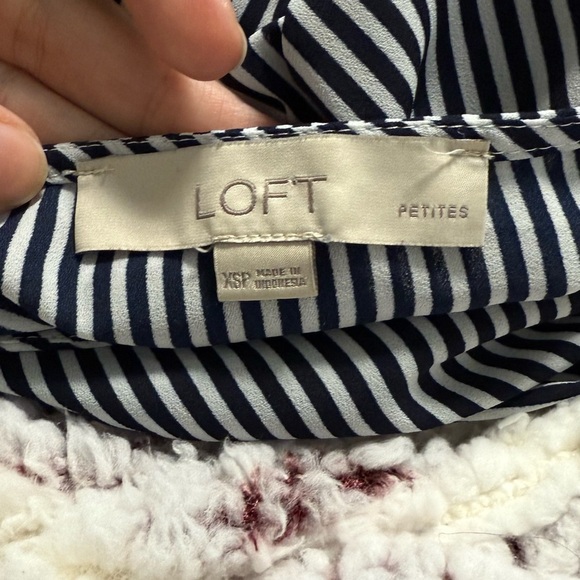 LOFT
PETITES
XSP
MADE IN
INDONESIA